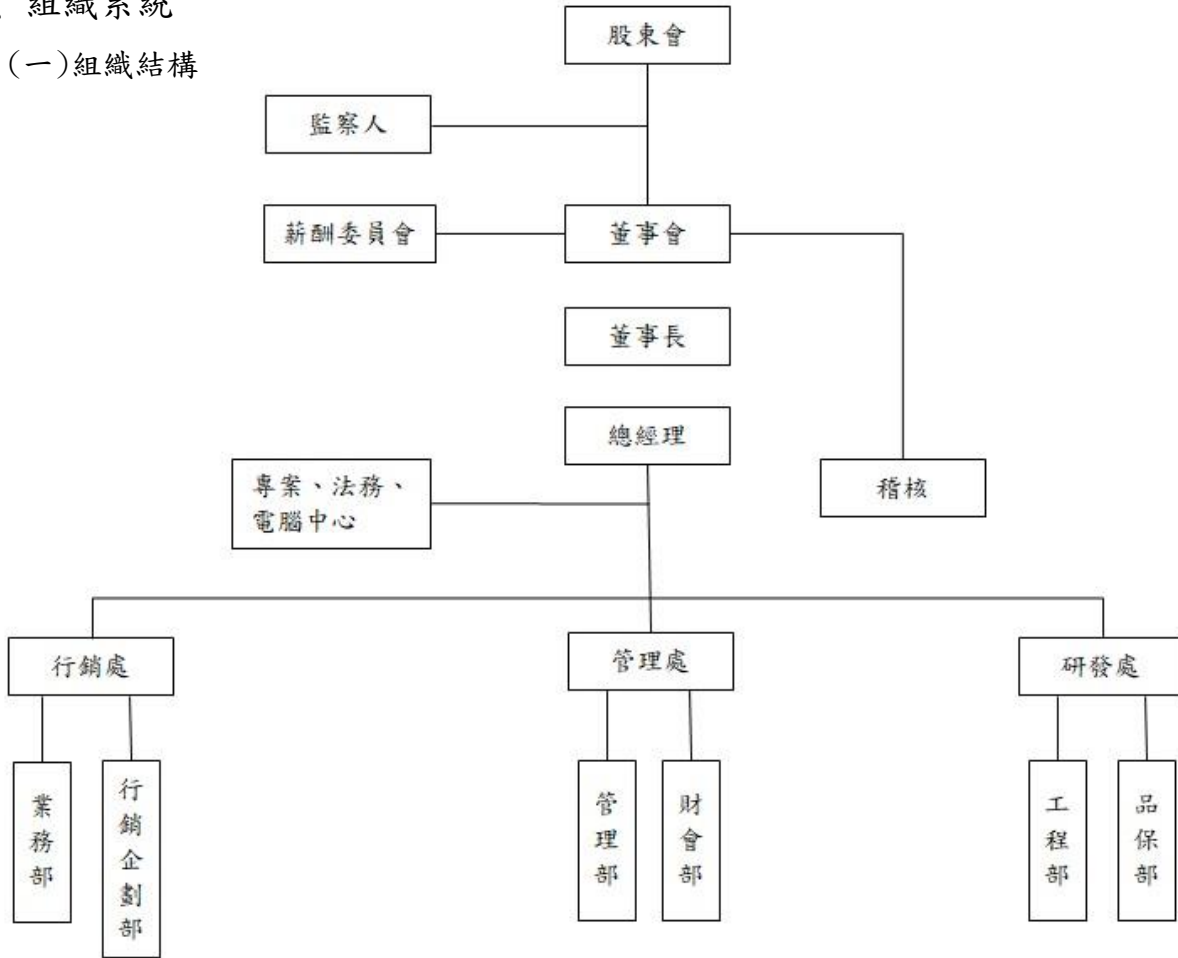 組織系統
(一)組織結構
股東會
監察人
薪酬委員會
董事會
董事長
總經理
專案、法務、
電腦中心
稽核
行銷處
管理處
研發處
業務部
行銷企劃部
管理部
財會部
工程部
品保部